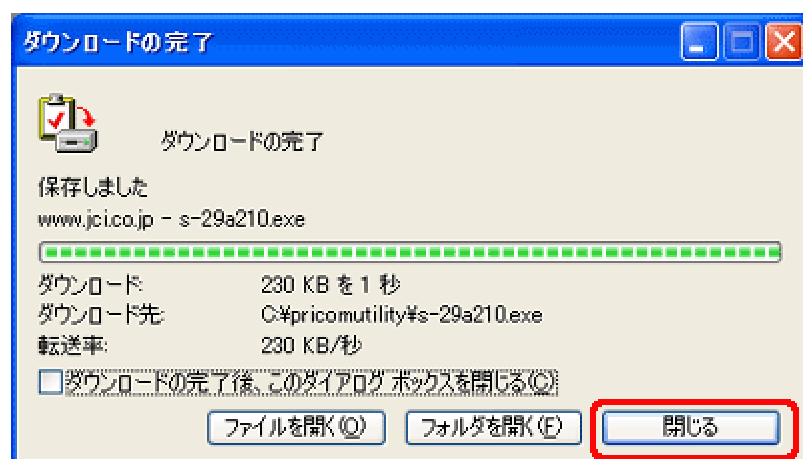 ダウンロードの完了
ダウンロードの完了
保存しました
www.jci.co.jp - s-29a210.exe
ダウンロード: 230 KB を 1 秒
ダウンロード先: C:¥pricomutility¥s-29a210.exe
転送率: 230 KB/秒
ダウンロードの完了後、このダイアログ ボックスを閉じる(C)
ファイルを開く(O) フォルダを開く(F) 閉じる